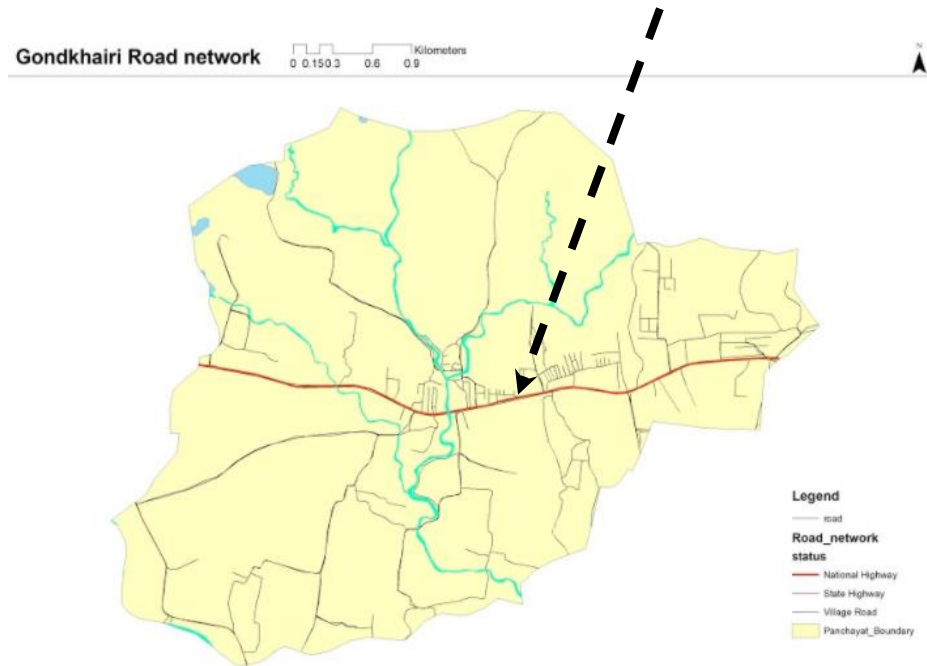 Gondkhairi Road network
Kilometers
0 0.150.3 0.6 0.9
N
Legend
road
Road_network
status
National Highway
State Highway
Village Road
Panchayat_Boundary